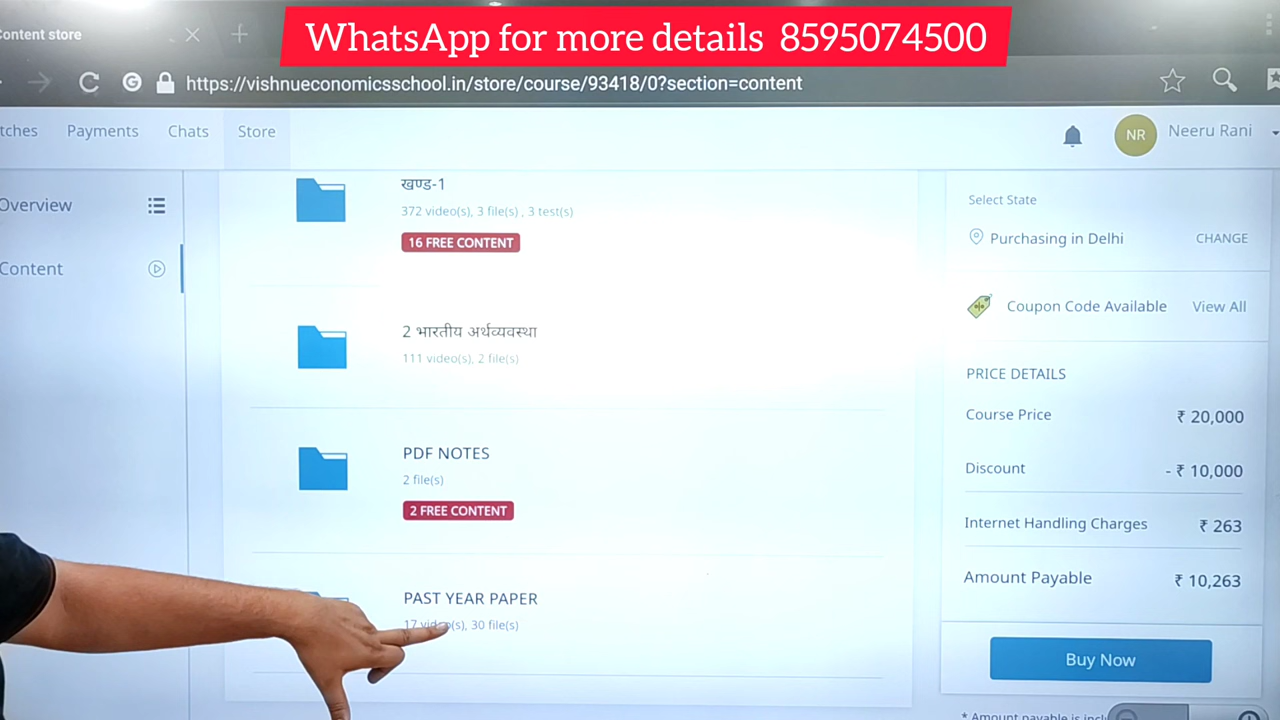 WhatsApp for more details 8595074500
Content store
https://vishnueconomicsschool.in/store/course/93418/0?section=content
tches Payments Chats Store
NR Neeru Rani
Overview
Content
खण्ड-1
372 video(s), 3 file(s) , 3 test(s)
16 FREE CONTENT
2 भारतीय अर्थव्यवस्था
111 video(s), 2 file(s)
PDF NOTES
2 file(s)
2 FREE CONTENT
PAST YEAR PAPER
17 video(s), 30 file(s)
Select State
Purchasing in Delhi CHANGE
Coupon Code Available View All
PRICE DETAILS
Course Price ₹ 20,000
Discount - ₹ 10,000
Internet Handling Charges ₹ 263
Amount Payable ₹ 10,263
Buy Now
* Amount payable is